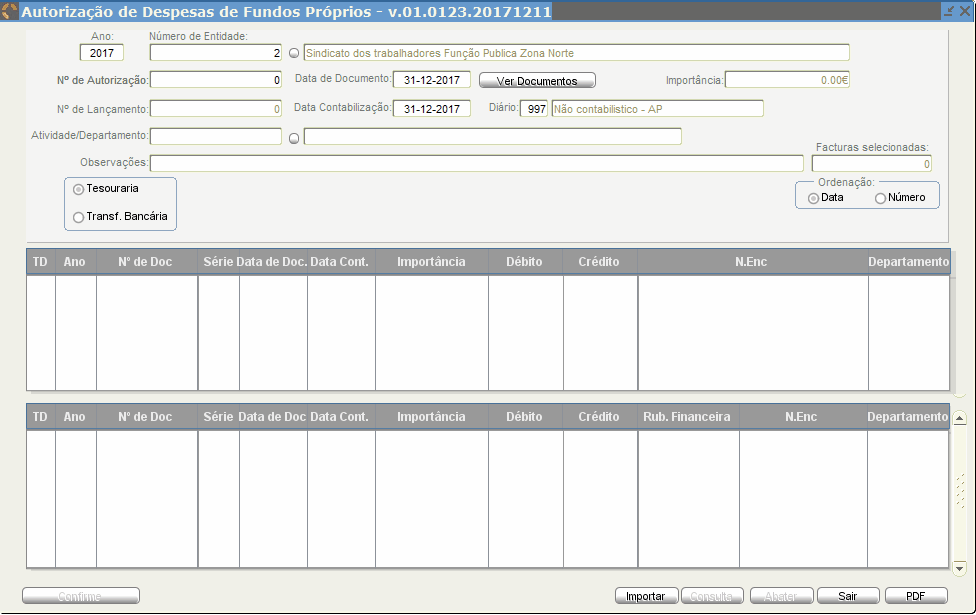 Autorização de Despesas de Fundos Próprios - v.01.0123.20171211
Ano: Número de Entidade:
2017 2 Sindicato dos trabalhadores Função Publica Zona Norte
Nº de Autorização: 0 Data de Documento: 31-12-2017 Ver Documentos Importância: 0.00€
Nº de Lançamento: 0 Data Contabilização: 31-12-2017 Diário: 997 Não contabilistico - AP
Atividade/Departamento:
Facturas selecionadas:
Observações: 0
Tesouraria
Transf. Bancária
Ordenação:
Data Número
TD Ano Nº de Doc Série Data de Doc. Data Cont. Importância Débito Crédito N.Enc Departamento
TD Ano Nº de Doc Série Data de Doc Data Cont. Importância Débito Crédito Rub. Financeira N.Enc Departamento
Confirme Importar Consulta Abater Sair PDF